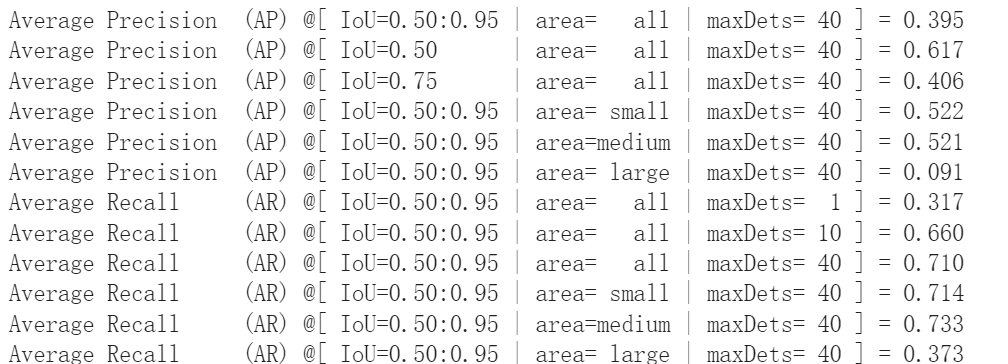 Average Precision  (AP) @[ IoU=0.50:0.95 | area=   all | maxDets= 40 ] = 0.395
Average Precision  (AP) @[ IoU=0.50      | area=   all | maxDets= 40 ] = 0.617
Average Precision  (AP) @[ IoU=0.75      | area=   all | maxDets= 40 ] = 0.406
Average Precision  (AP) @[ IoU=0.50:0.95 | area= small | maxDets= 40 ] = 0.522
Average Precision  (AP) @[ IoU=0.50:0.95 | area=medium | maxDets= 40 ] = 0.521
Average Precision  (AP) @[ IoU=0.50:0.95 | area= large | maxDets= 40 ] = 0.091
Average Recall     (AR) @[ IoU=0.50:0.95 | area=   all | maxDets=  1 ] = 0.317
Average Recall     (AR) @[ IoU=0.50:0.95 | area=   all | maxDets= 10 ] = 0.660
Average Recall     (AR) @[ IoU=0.50:0.95 | area=   all | maxDets= 40 ] = 0.710
Average Recall     (AR) @[ IoU=0.50:0.95 | area= small | maxDets= 40 ] = 0.714
Average Recall     (AR) @[ IoU=0.50:0.95 | area=medium | maxDets= 40 ] = 0.733
Average Recall     (AR) @[ IoU=0.50:0.95 | area= large | maxDets= 40 ] = 0.373